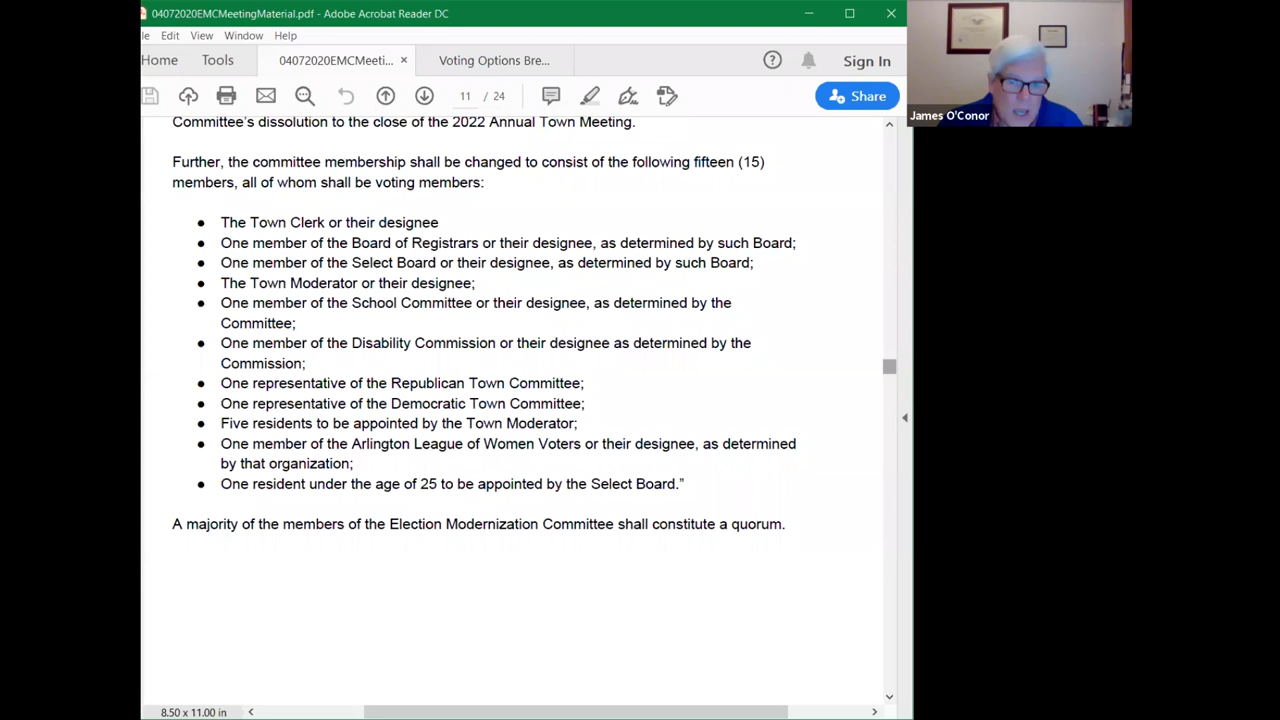 04072020EMCMeetingMaterial.pdf - Adobe Acrobat Reader DC
le Edit View Window Help
Home Tools 04072020EMCMeeti... × Voting Options Bre... Sign In
11 / 24 Share
Committee's dissolution to the close of the 2022 Annual Town Meeting.
Further, the committee membership shall be changed to consist of the following fifteen (15)
members, all of whom shall be voting members:
● The Town Clerk or their designee
● One member of the Board of Registrars or their designee, as determined by such Board;
● One member of the Select Board or their designee, as determined by such Board;
● The Town Moderator or their designee;
● One member of the School Committee or their designee, as determined by the
Committee;
● One member of the Disability Commission or their designee as determined by the
Commission;
● One representative of the Republican Town Committee;
● One representative of the Democratic Town Committee;
● Five residents to be appointed by the Town Moderator;
● One member of the Arlington League of Women Voters or their designee, as determined
by that organization;
● One resident under the age of 25 to be appointed by the Select Board.”
A majority of the members of the Election Modernization Committee shall constitute a quorum.
8.50 x 11.00 in
James O'Conor